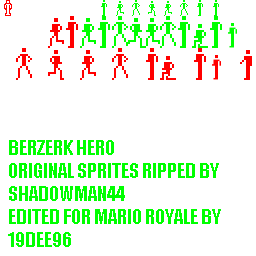 BERZERK HERO
ORIGINAL SPRITES RIPPED BY
SHADOWMAN44
EDITED FOR MARIO ROYALE BY
19DEE96